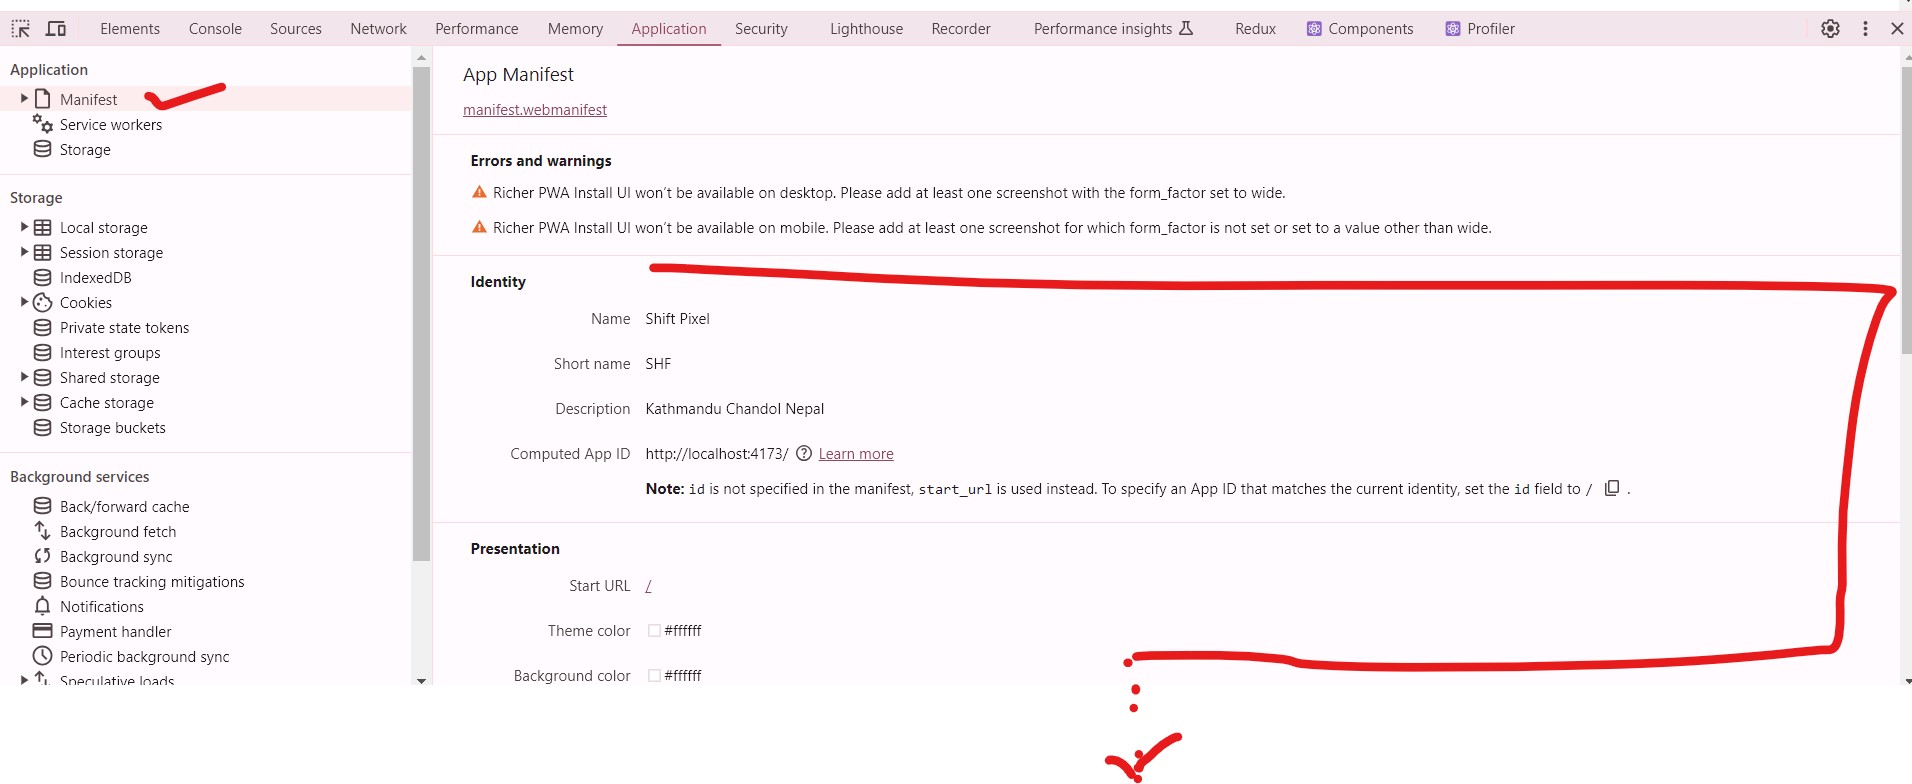 Elements Console Sources Network Performance Memory Application Security Lighthouse Recorder Performance insights Redux Components Profiler
Application
Manifest
Service workers
Storage
Storage
Local storage
Session storage
IndexedDB
Cookies
Private state tokens
Interest groups
Shared storage
Cache storage
Storage buckets
Background services
Back/forward cache
Background fetch
Background sync
Bounce tracking mitigations
Notifications
Payment handler
Periodic background sync
Speculative loads
App Manifest
manifest.webmanifest
Errors and warnings
Richer PWA Install UI won’t be available on desktop. Please add at least one screenshot with the form_factor set to wide.
Richer PWA Install UI won’t be available on mobile. Please add at least one screenshot for which form_factor is not set or set to a value other than wide.
Identity
Name Shift Pixel
Short name SHF
Description Kathmandu Chandol Nepal
Computed App ID http://localhost:4173/ Learn more
Note: id is not specified in the manifest, start_url is used instead. To specify an App ID that matches the current identity, set the id field to / .
Presentation
Start URL /
Theme color #ffffff
Background color #ffffff